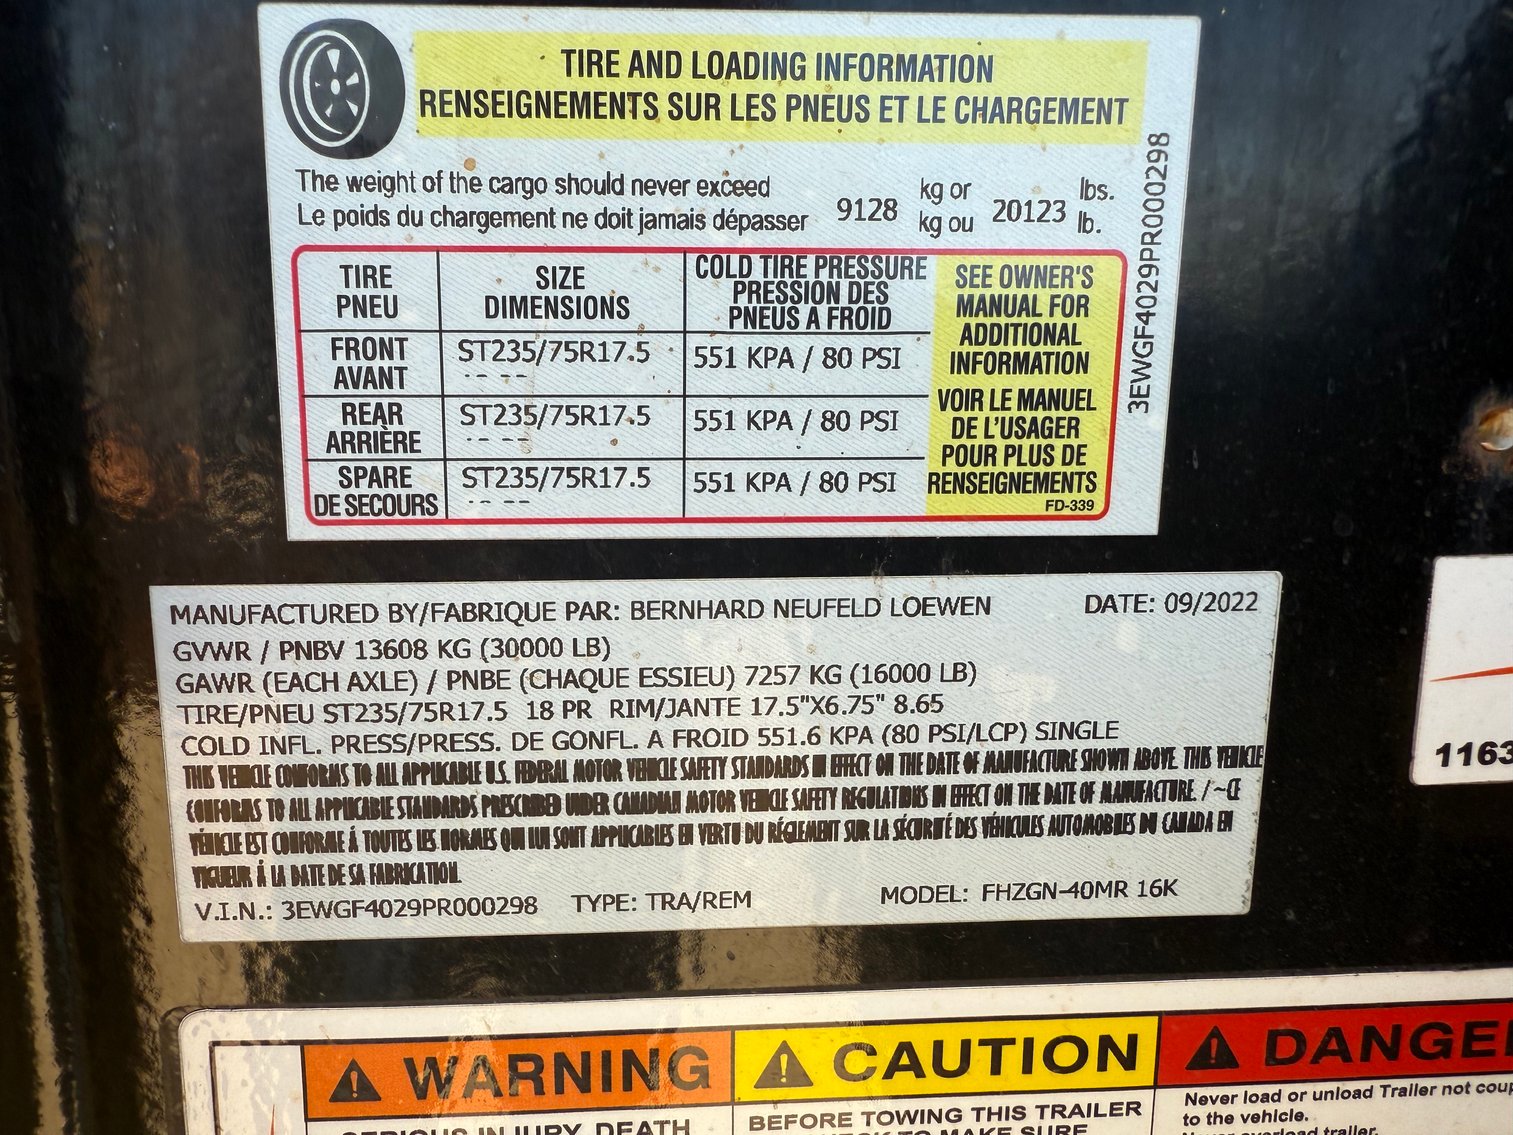 TIRE AND LOADING INFORMATION
RENSEIGNEMENTS SUR LES PNEUS ET LE CHARGEMENT
The weight of the cargo should never exceed
Le poids du chargement ne doit jamais dépasser
9128
kg or
kg ou
20123
lbs.
lb.
3EWGF4029PR000298
TIRE
PNEU
SIZE
DIMENSIONS
COLD TIRE PRESSURE
PRESSION DES
PNEUS A FROID
FRONT
AVANT
ST235/75R17.5
551 KPA / 80 PSI
REAR
ARRIÈRE
ST235/75R17.5
551 KPA / 80 PSI
SPARE
DE SECOURS
ST235/75R17.5
551 KPA / 80 PSI
SEE OWNER'S
MANUAL FOR
ADDITIONAL
INFORMATION
VOIR LE MANUEL
DE L'USAGER
POUR PLUS DE
RENSEIGNEMENTS
FD-339
MANUFACTURED BY/FABRIQUE PAR: BERNHARD NEUFELD LOEWEN DATE: 09/2022
GVWR / PNBV 13608 KG (30000 LB)
GAWR (EACH AXLE) / PNBE (CHAQUE ESSIEU) 7257 KG (16000 LB)
TIRE/PNEU ST235/75R17.5 18 PR RIM/JANTE 17.5"X6.75" 8.65
COLD INFL. PRESS/PRESS. DE GONFL. A FROID 551.6 KPA (80 PSI/LCP) SINGLE
THIS VEHICLE CONFORMS TO ALL APPLICABLE U.S. FEDERAL MOTOR VEHICLE SAFETY STANDARDS IN EFFECT ON THE DATE OF MANUFACTURE SHOWN ABOVE. THIS VEHICLE
CONFORMS TO ALL APPLICABLE STANDARDS PRESCRIBED UNDER CANADIAN MOTOR VEHICLE SAFETY REGULATIONS IN EFFECT ON THE DATE OF MANUFACTURE. / ~CE
VÉHICLE EST CONFORME À TOUTES LES NORMES QUI LUI SONT APPLICABLES EN VERTU DU RÉGLEMENT SUR LA SÉCURITÉ DES VÉHICULES AUTOMOBILES DU CANADA EN
VIGUEUR Á LA DATE DE SA FABRICATION.
V.I.N.: 3EWGF4029PR000298 TYPE: TRA/REM MODEL: FHZGN-40MR 16K
1163
WARNING
CAUTION
BEFORE TOWING THIS TRAILER
DANGE
Never load or unload Trailer not coup
to the vehicle.